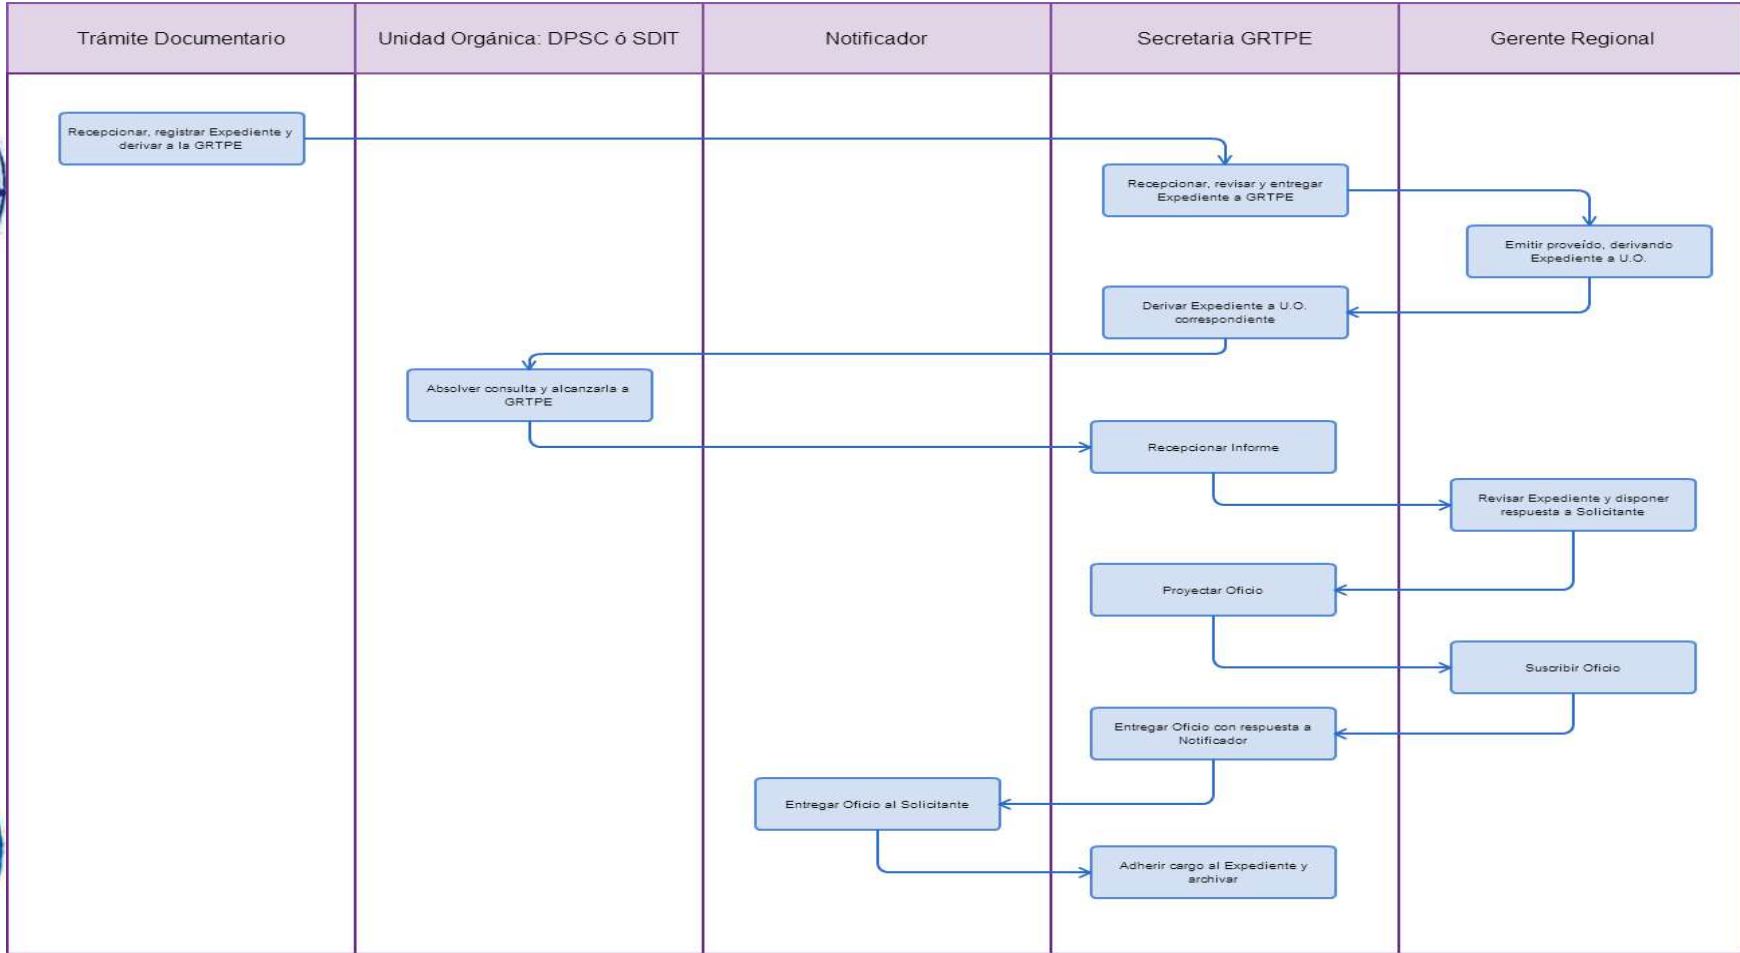 Trámite Documentario
Unidad Orgánica: DPSC ó SDIT
Notificador
Secretaria GRTPE
Gerente Regional
Recepcionar, registrar Expediente y
derivar a la GRTPE
Recepcionar, revisar y entregar
Expediente a GRTPE
Emitir proveído, derivando
Expediente a U.O.
Derivar Expediente a U.O.
correspondiente
Absolver consulta y alcanzarla a
GRTPE
Recepcionar Informe
Revisar Expediente y disponer
respuesta a Solicitante
Proyectar Oficio
Suscribir Oficio
Entregar Oficio con respuesta a
Notificador
Entregar Oficio al Solicitante
Adherir cargo al Expediente y
archivar